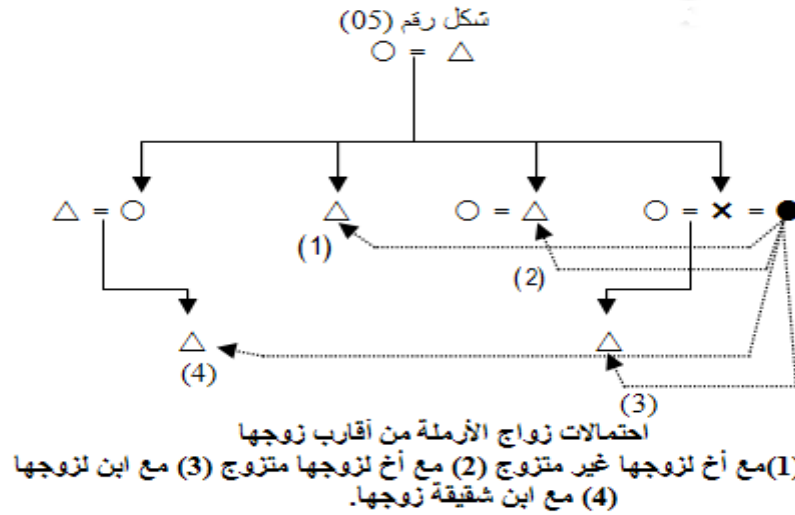 شكل رقم (05)
(1)
(2)
(4)
(3)
احتمالات زواج الأرملة من أقارب زوجها
(1)مع أخ لزوجها غير متزوج (2) مع أخ لزوجها متزوج (3) مع ابن لزوجها
(4) مع ابن شقيقة زوجها.